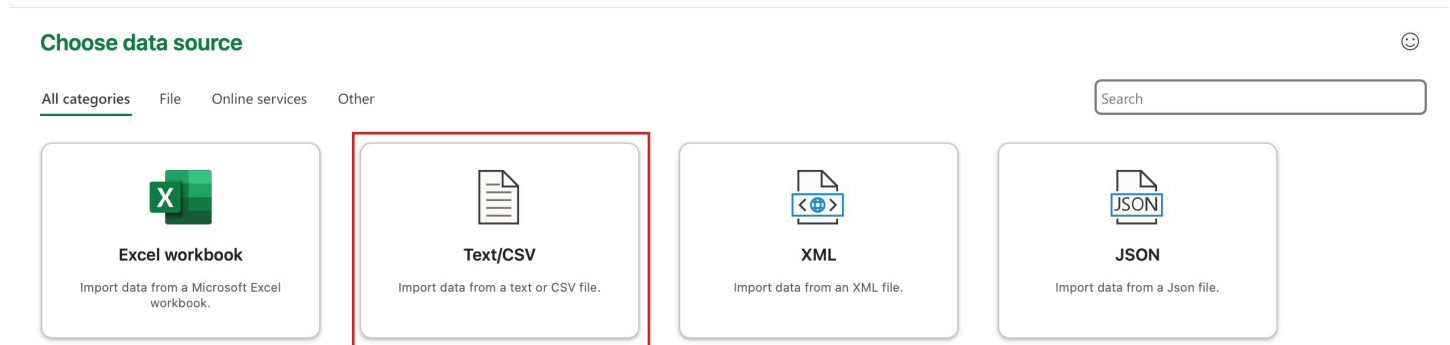 Choose data source
All categories File Online services Other
Search
X
Excel workbook
Import data from a Microsoft Excel
workbook.
Text/CSV
Import data from a text or CSV file.
< >
XML
Import data from an XML file.
JSON
JSON
Import data from a Json file.